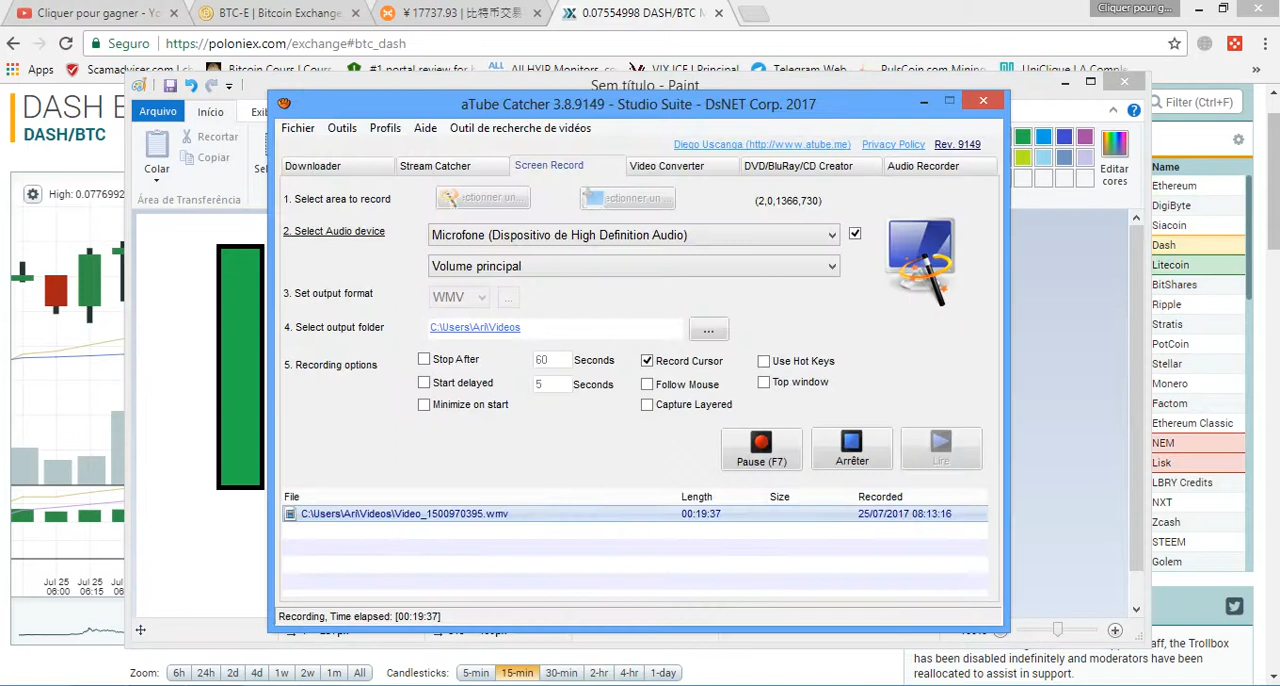 Cliquer pour gagner - Yo
BTC-E | Bitcoin Exchange
¥17737.93 | 比特币交易
0.07554998 DASH/BTC M
Cliquer pour g...
Seguro
https://poloniex.com/exchange#btc_dash
Apps
Scamadviser.com | c
Bitcoin Cours | Cours
#1 portal
ALL HYIP Monitors
VIX ICE | Principal
Telegram Web
PulsCoin.com Mining
UniClique | A Com
Sem título - Paint
DASH
DASH/BTC
Arquivo
Início
Filter (Ctrl+F)
Colar
Recortar
Copiar
Área de Transferência
Editar
cores
High: 0.0776992
aTube Catcher 3.8.9149 - Studio Suite - DsNET Corp. 2017
Fichier Outils Profils Aide Outil de recherche de vidéos
Diego Uscanga (http://www.atube.me) Privacy Policy Rev. 9149
Screen Catcher
Screen Record
Video Converter
DVD/BluRay/CD Creator
Audio Recorder
1. Select area to record
ectionner un ...
ectionner un ...
(2,0,1366,730)
2. Select Audio device
Microfone (Dispositivo de High Definition Audio)
Volume principal
3. Set output format
WMV
...
4. Select output folder
C:\Users\Arl\Videos
...
5. Recording options
Stop After 60 Seconds
Record Cursor
Use Hot Keys
Start delayed 5 Seconds
Follow Mouse
Top window
Minimize on start
Capture Layered
Pause (F7)
Arrêter
Lire
File Length Size Recorded
C:\Users\Arl\Videos\Video_1500970395.wmv 00:19:37 25/07/2017 08:13:16
Recording, Time elapsed: [00:19:37]
Name
Ethereum
DigiByte
Siacoin
Dash
Litecoin
BitShares
Ripple
Stratis
PotCoin
Stellar
Monero
Factom
Ethereum Classic
NEM
Lisk
LBRY Credits
NXT
Zcash
STEEM
Golem
Jul 25
06:00
Jul 25
06:15
Jul
06:
Zoom: 6h 24h 2d 4d 1w 2w 1m All
Candlesticks: 5-min 15-min 30-min 2-hr 4-hr 1-day
the Trollbox
has been disabled indefinitely and moderators have been
reallocated to assist in support.